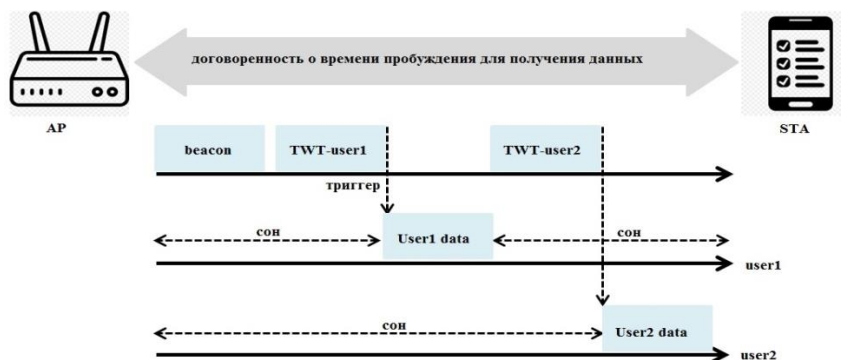 договоренность о времени пробуждения для получения данных
AP
STA
beacon
TWT-user1
TWT-user2
триггер
сон
User1 data
сон
user1
сон
User2 data
user2